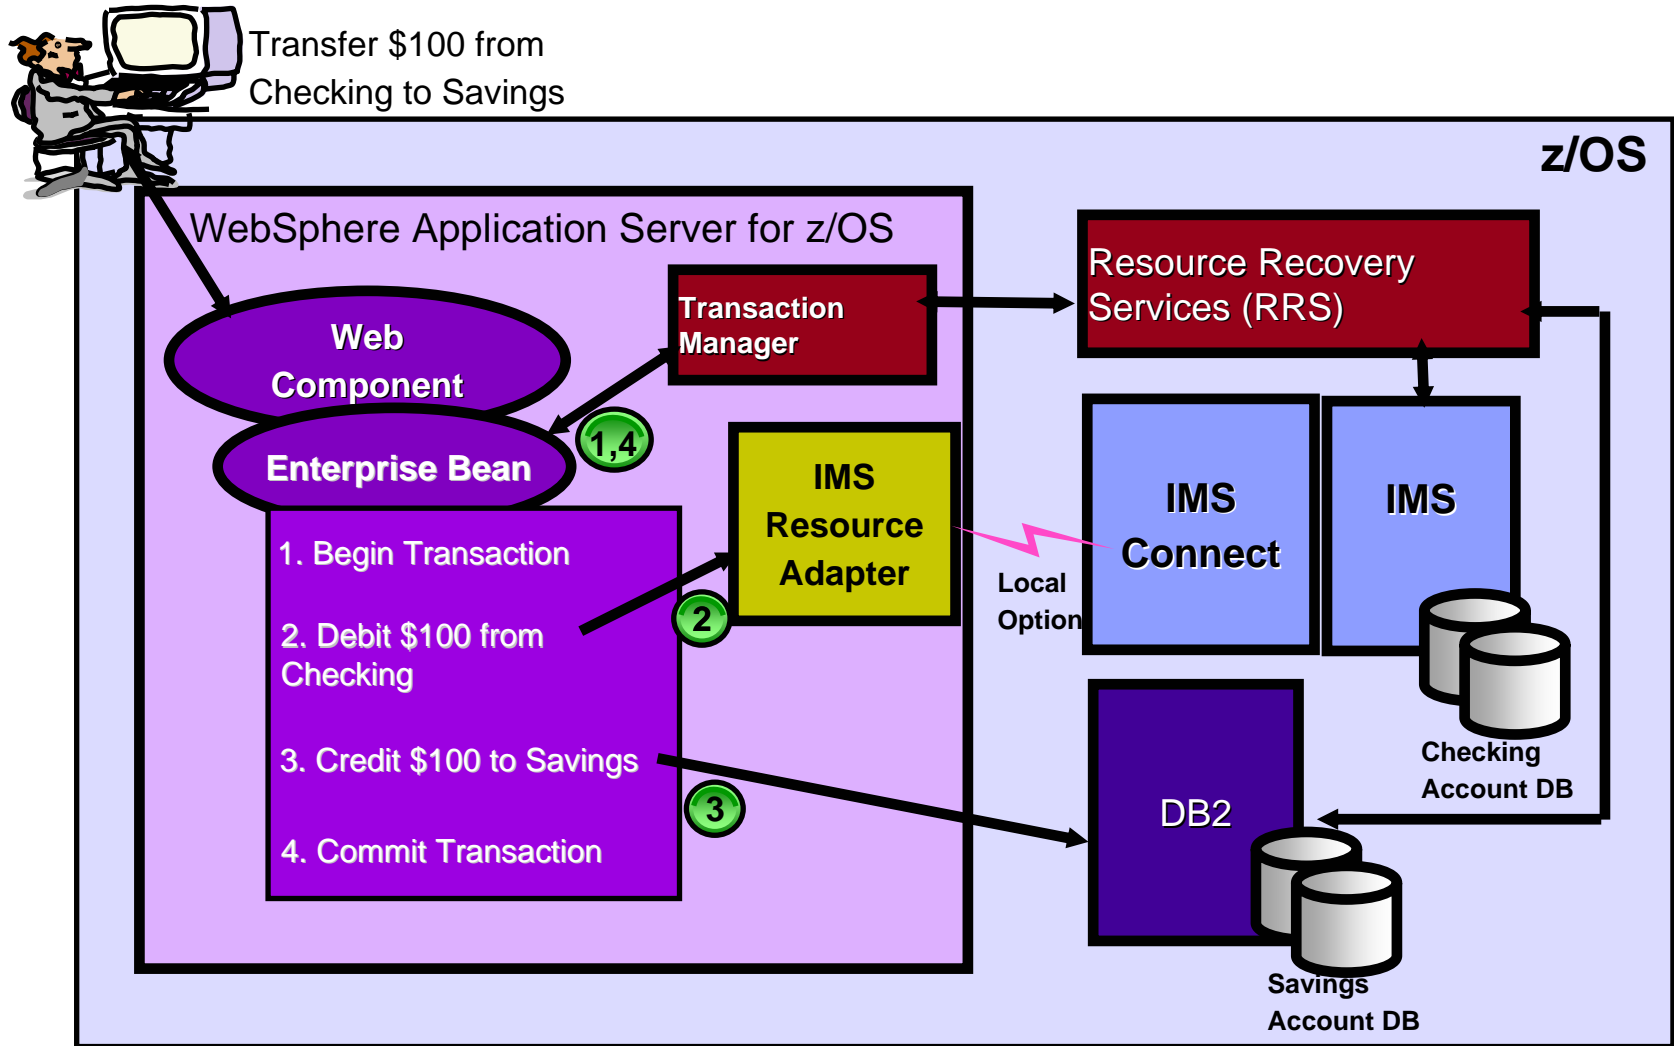 Transfer $100 from
Checking to Savings
z/OS
WebSphere Application Server for z/OS
Resource Recovery
Services (RRS)
Transaction
Manager
Web
Component
1,4
Enterprise Bean
IMS
Resource
Adapter
IMS
Connect
IMS
1. Begin Transaction
Local
Option
2
2. Debit $100 from
Checking
3. Credit $100 to Savings
3
4. Commit Transaction
Checking
Account DB
DB2
Savings
Account DB